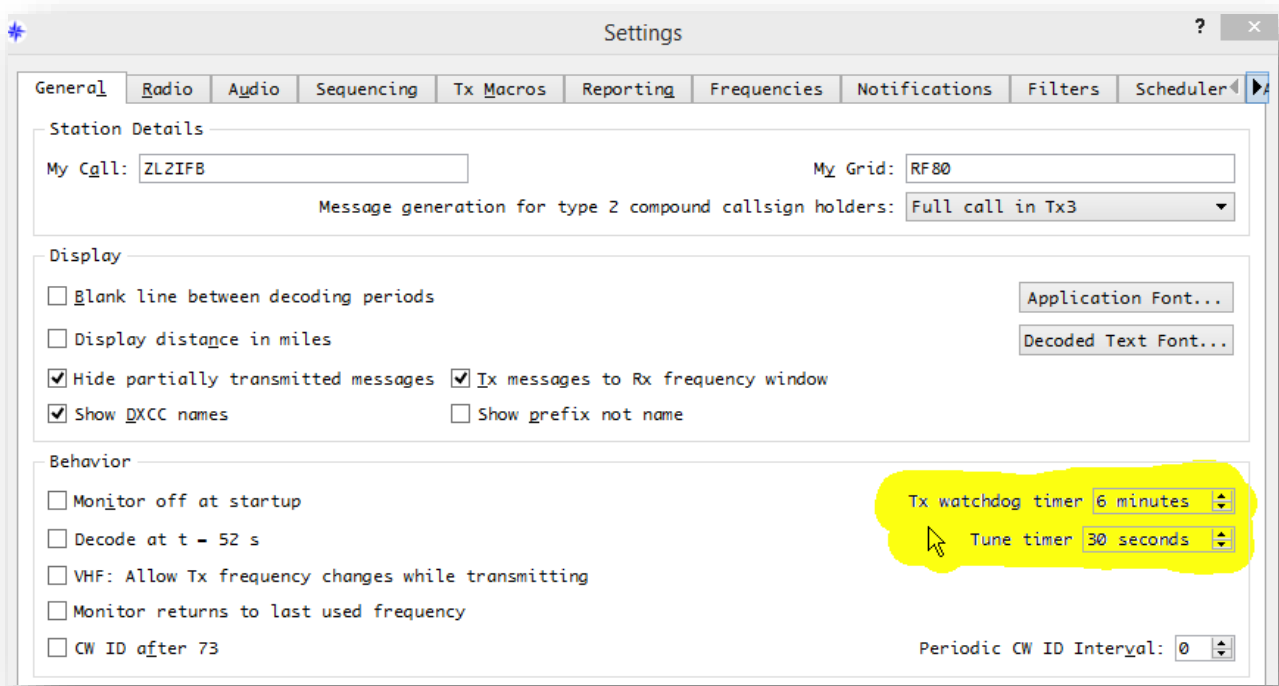 Settings ?
General Radio Audio Sequencing Tx Macros Reporting Frequencies Notifications Filters Scheduler A
Station Details
My Call: ZL2IFB My Grid: RF80
Message generation for type 2 compound callsign holders: Full call in Tx3
Display
Blank line between decoding periods Application Font...
Display distance in miles Decoded Text Font...
Hide partially transmitted messages Tx messages to Rx frequency window
Show DXCC names Show prefix not name
Behavior
Monitor off at startup Tx watchdog timer 6 minutes
Decode at t = 52 s Tune timer 30 seconds
VHF: Allow Tx frequency changes while transmitting
Monitor returns to last used frequency
CW ID after 73 Periodic CW ID Interval: 0